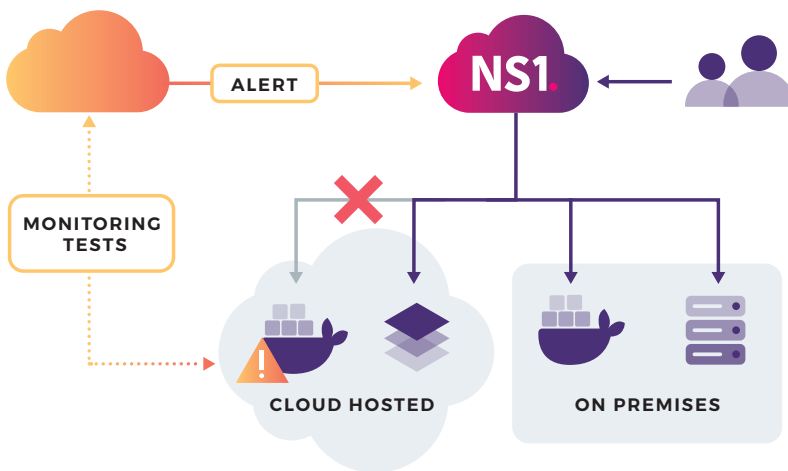 ALERT
NS1.
MONITORING
TESTS
CLOUD HOSTED
ON PREMISES